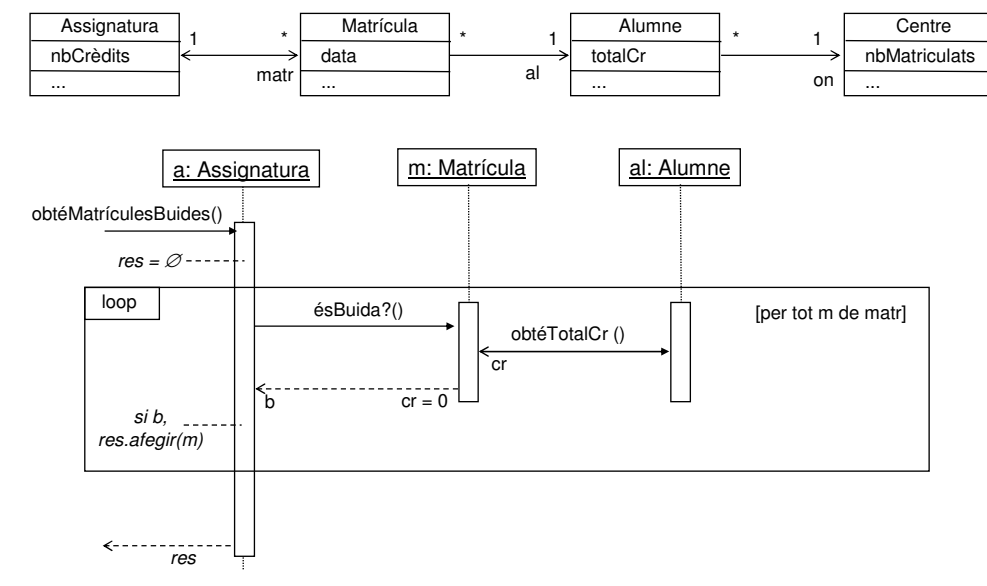 Assignatura
nbCrèdits
...
1
*
matr
Matrícula
data
...
*
1
al
Alumne
totalCr
...
*
1
on
Centre
nbMatriculats
...
a: Assignatura
m: Matrícula
al: Alumne
obtéMatrículesBuides()
res = ∅
loop
[per tot m de matr]
ésBuida?()
obtéTotalCr ()
cr
b
cr = 0
si b,
res.afegir(m)
res